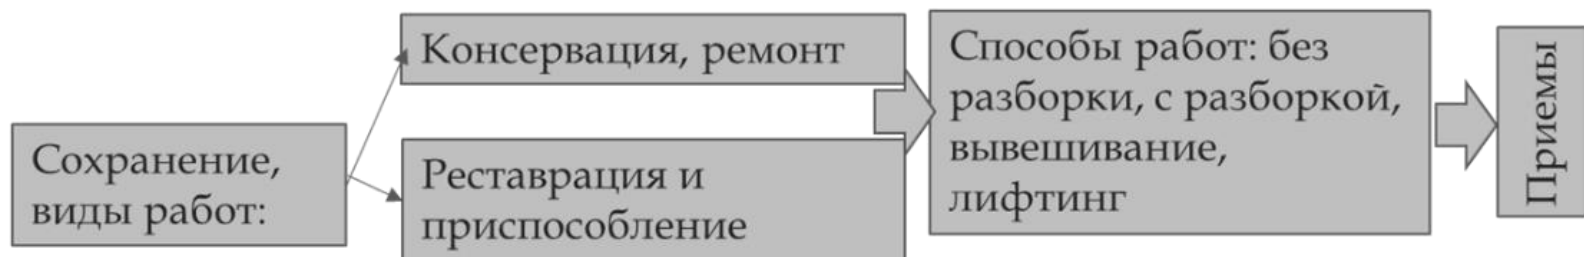 Сохранение,
виды работ:
Консервация, ремонт
Реставрация и
приспособление
Способы работ: без
разборки, с разборкой,
вывешивание,
лифтинг
Приемы